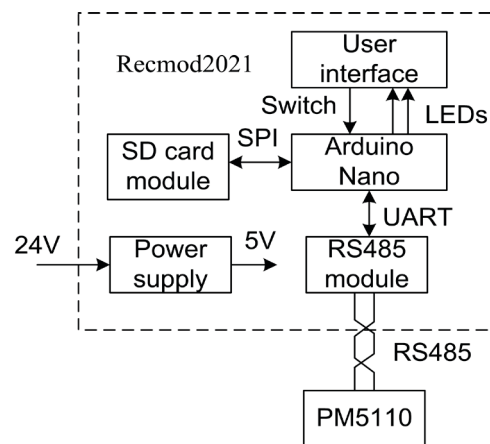 Recmod2021
User
interface
Switch
LEDs
SPI
SD card
module
Arduino
Nano
UART
24V
Power
supply
5V
RS485
module
RS485
PM5110